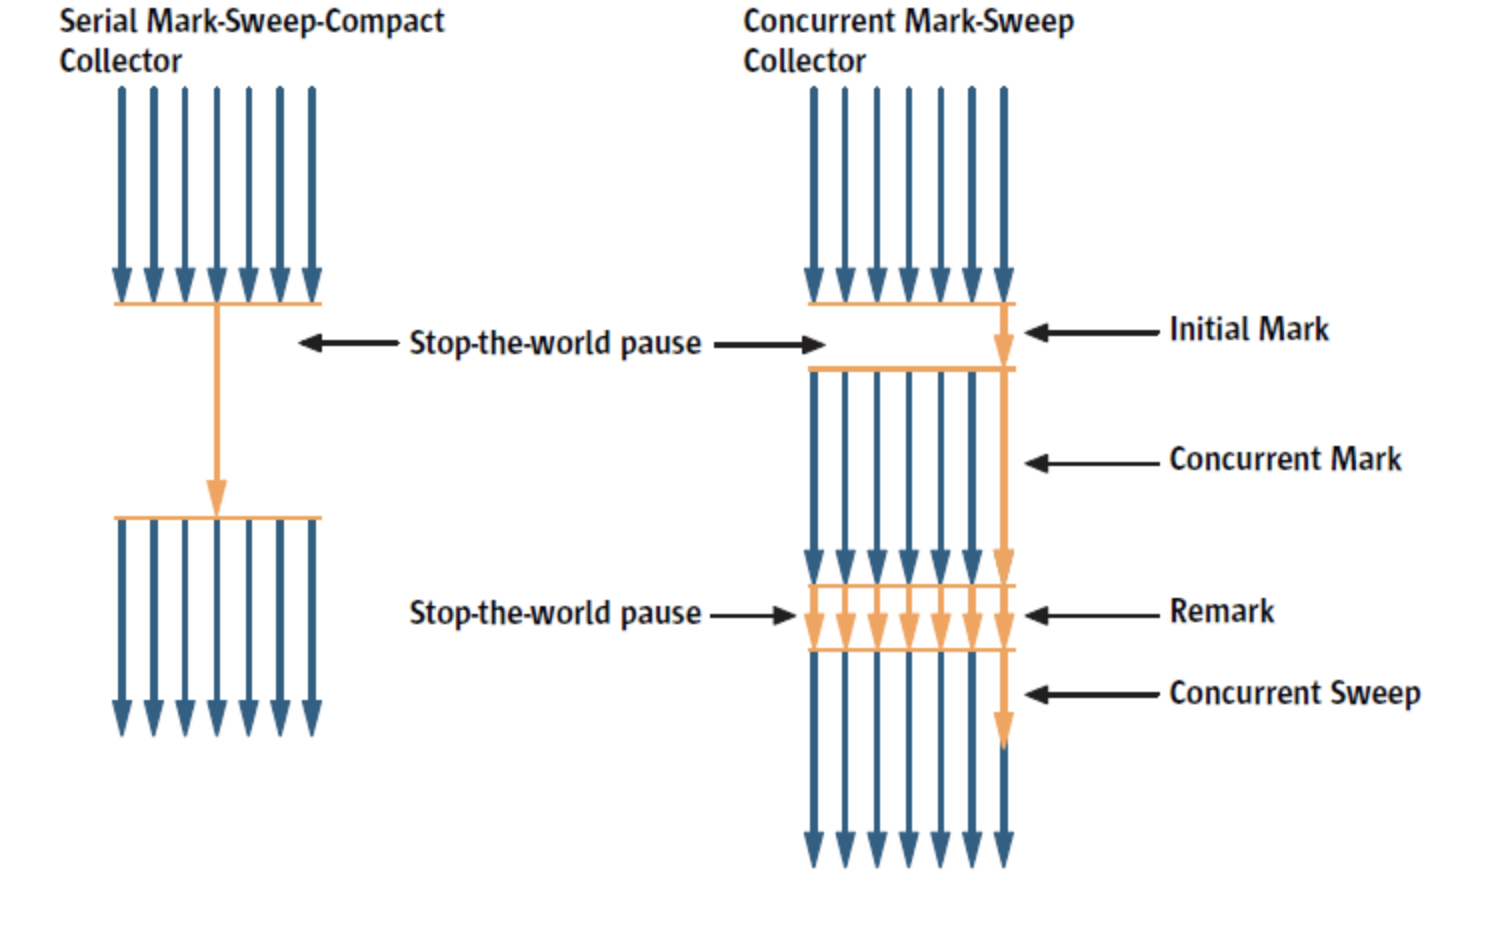 Serial Mark-Sweep-Compact
Collector
Concurrent Mark-Sweep
Collector
Stop-the-world pause
Initial Mark
Concurrent Mark
Stop-the-world pause
Remark
Concurrent Sweep